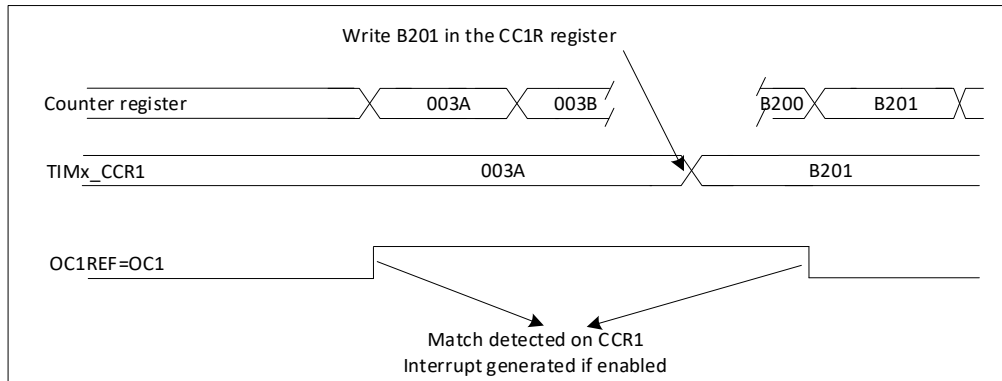 Write B201 in the CC1R register
Counter register
003A
003B
B200
B201
TIMx_CCR1
003A
B201
OC1REF=OC1
Match detected on CCR1
Interrupt generated if enabled